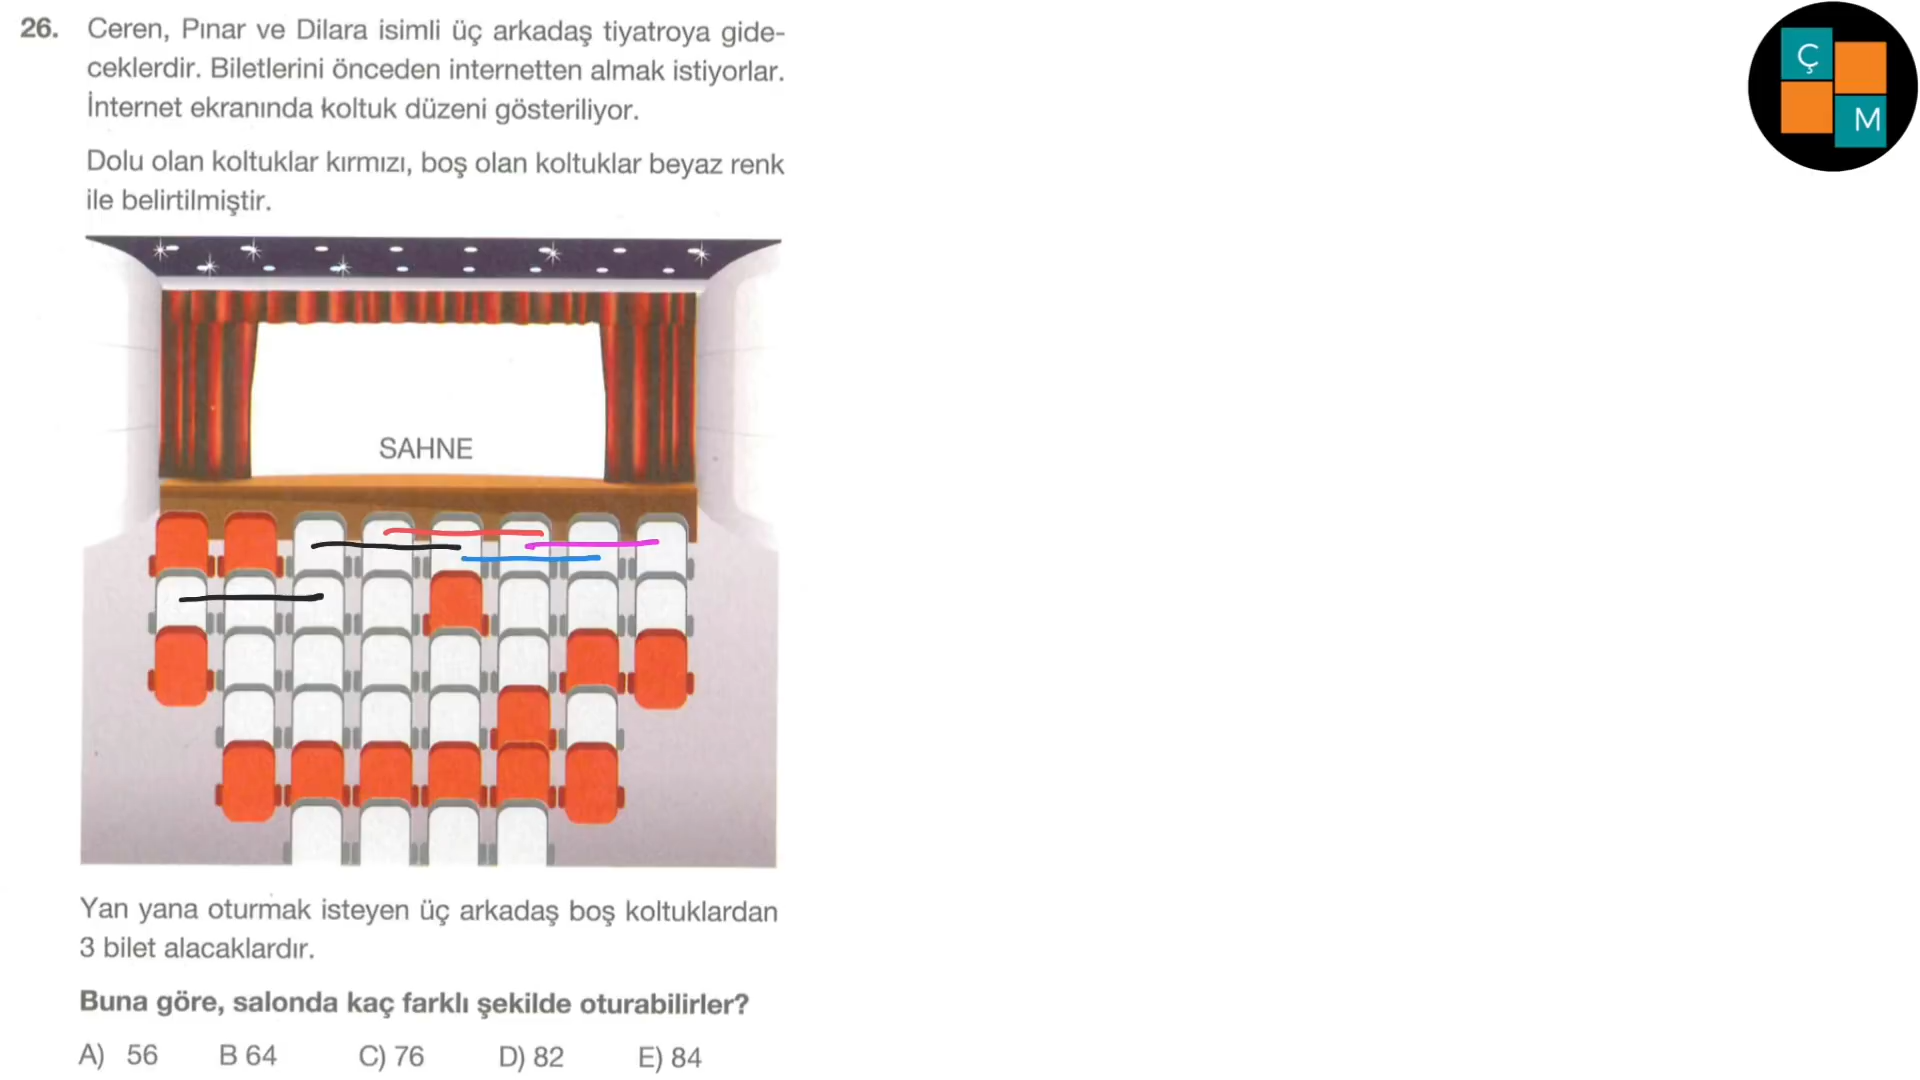 26. Ceren, Pınar ve Dilara isimli üç arkadaş tiyatroya gide-
ceklerdir. Biletlerini önceden internetten almak istiyorlar.
İnternet ekranında koltuk düzeni gösteriliyor.
Dolu olan koltuklar kırmızı, boş olan koltuklar beyaz renk
ile belirtilmiştir.
SAHNE
Yan yana oturmak isteyen üç arkadaş boş koltuklardan
3 bilet alacaklardır.
Buna göre, salonda kaç farklı şekilde oturabilirler?
A) 56 B 64 C) 76 D) 82 E) 84
Ç
M